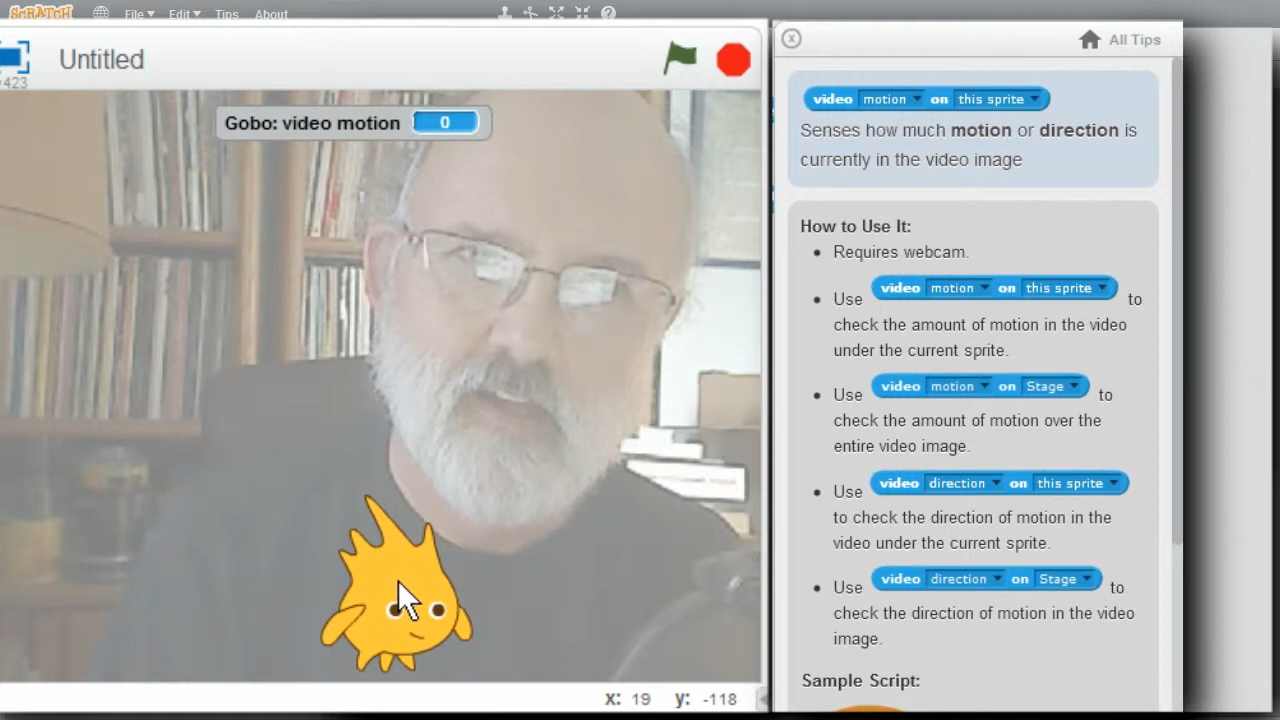 SCRATCH File Edit Tips About
423
Untitled
Gobo: video motion 0
x: 19 y: -118
All Tips
video motion on this sprite
Senses how much motion or direction is
currently in the video image
How to Use It:
Requires webcam.
Use video motion on this sprite to
check the amount of motion in the video
under the current sprite.
Use video motion on Stage to
check the amount of motion over the
entire video image.
Use video direction on this sprite
to check the direction of motion in the
video under the current sprite.
Use video direction on Stage to
check the direction of motion in the video
image.
Sample Script: